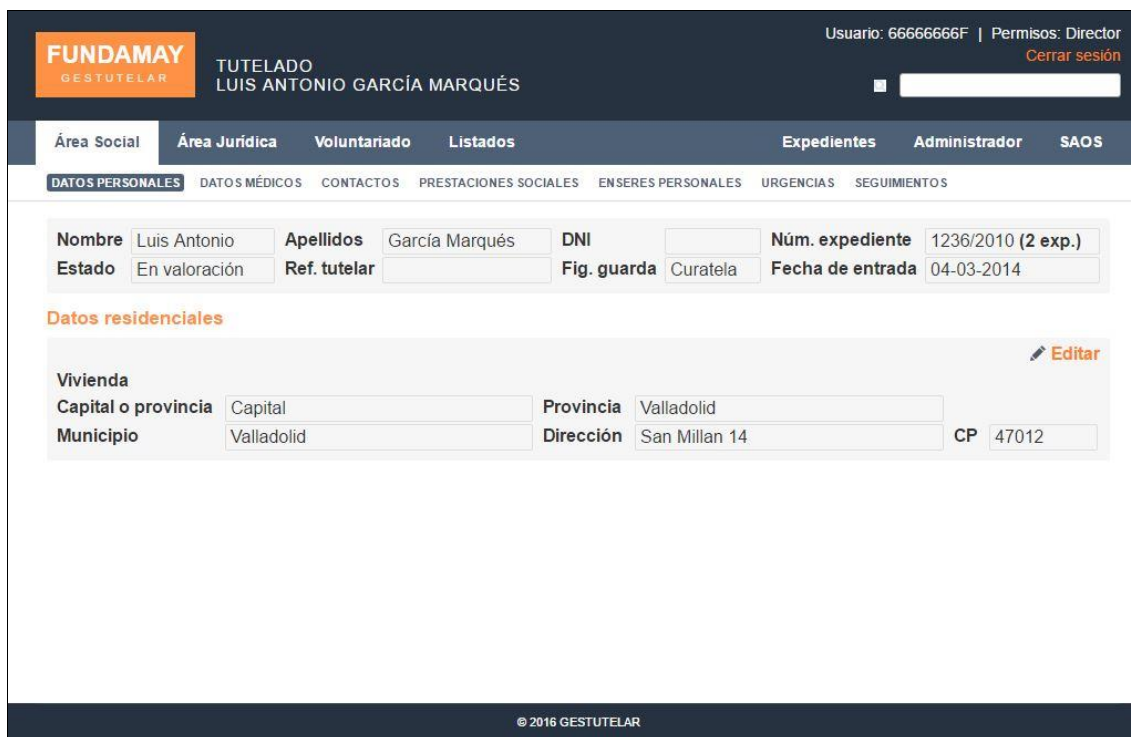 Usuario: 66666666F | Permisos: Director
Cerrar sesión
FUNDAMAY
GESTUTELAR
TUTELADO
LUIS ANTONIO GARCÍA MARQUÉS
Área Social Área Jurídica Voluntariado Listados Expedientes Administrador SAOS
DATOS PERSONALES DATOS MÉDICOS CONTACTOS PRESTACIONES SOCIALES ENSERES PERSONALES URGENCIAS SEGUIMIENTOS
Nombre Luis Antonio Apellidos García Marqués DNI Núm. expediente 1236/2010 (2 exp.)
Estado En valoración Ref. tutelar Fig. guarda Curatela Fecha de entrada 04-03-2014
Datos residenciales
Editar
Vivienda
Capital o provincia Capital Provincia Valladolid
Municipio Valladolid Dirección San Millan 14 CP 47012
© 2016 GESTUTELAR